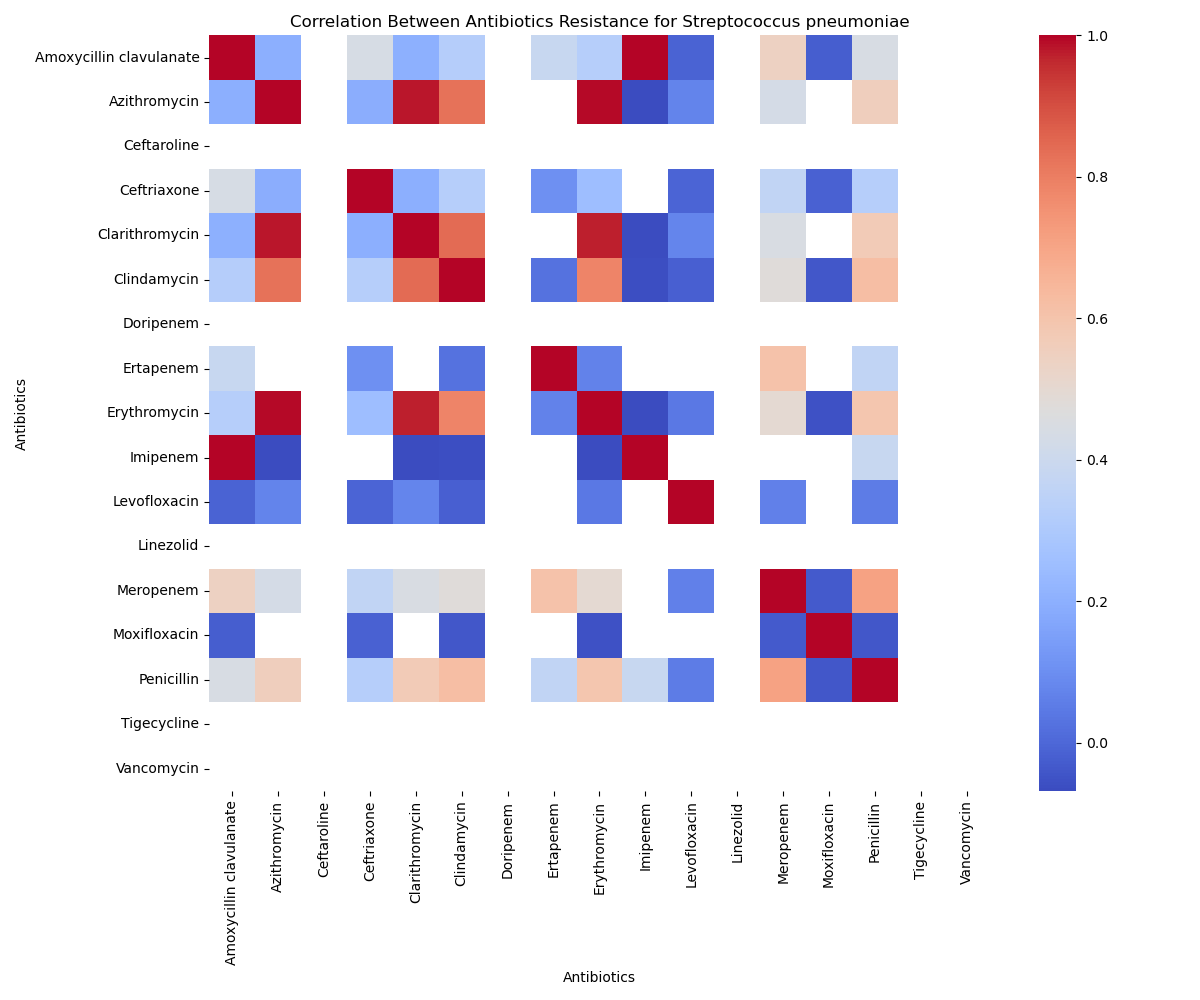 Correlation Between Antibiotics Resistance for Streptococcus pneumoniae
Amoxycillin clavulanate
Azithromycin
Ceftaroline
Ceftriaxone
Clarithromycin
Clindamycin
Doripenem
Ertapenem
Erythromycin
Imipenem
Levofloxacin
Linezolid
Meropenem
Moxifloxacin
Penicillin
Tigecycline
Vancomycin
Antibiotics
Amoxycillin clavulanate
Azithromycin
Ceftaroline
Ceftriaxone
Clarithromycin
Clindamycin
Doripenem
Ertapenem
Erythromycin
Imipenem
Levofloxacin
Linezolid
Meropenem
Moxifloxacin
Penicillin
Tigecycline
Vancomycin
Antibiotics
1.0
0.8
0.6
0.4
0.2
0.0